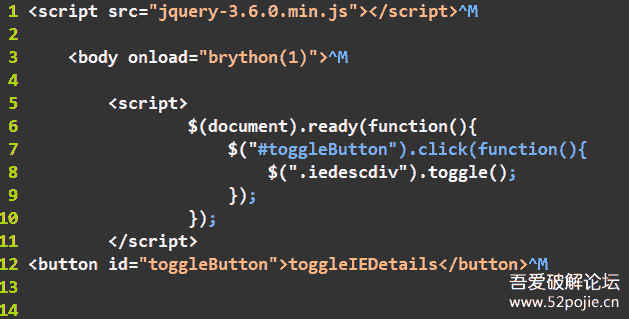 1 <script src="jquery-3.6.0.min.js"></script>^M
2
3     <body onload="brython(1)">^M
4
5         <script>
6                 $(document).ready(function(){
7                     $("#toggleButton").click(function(){
8                         $(".iedescdiv").toggle();
9                     });
10                 });
11         </script>
12 <button id="toggleButton">toggleIEDetails</button>^M
13
14
吾爱破解论坛
www.52pojie.cn